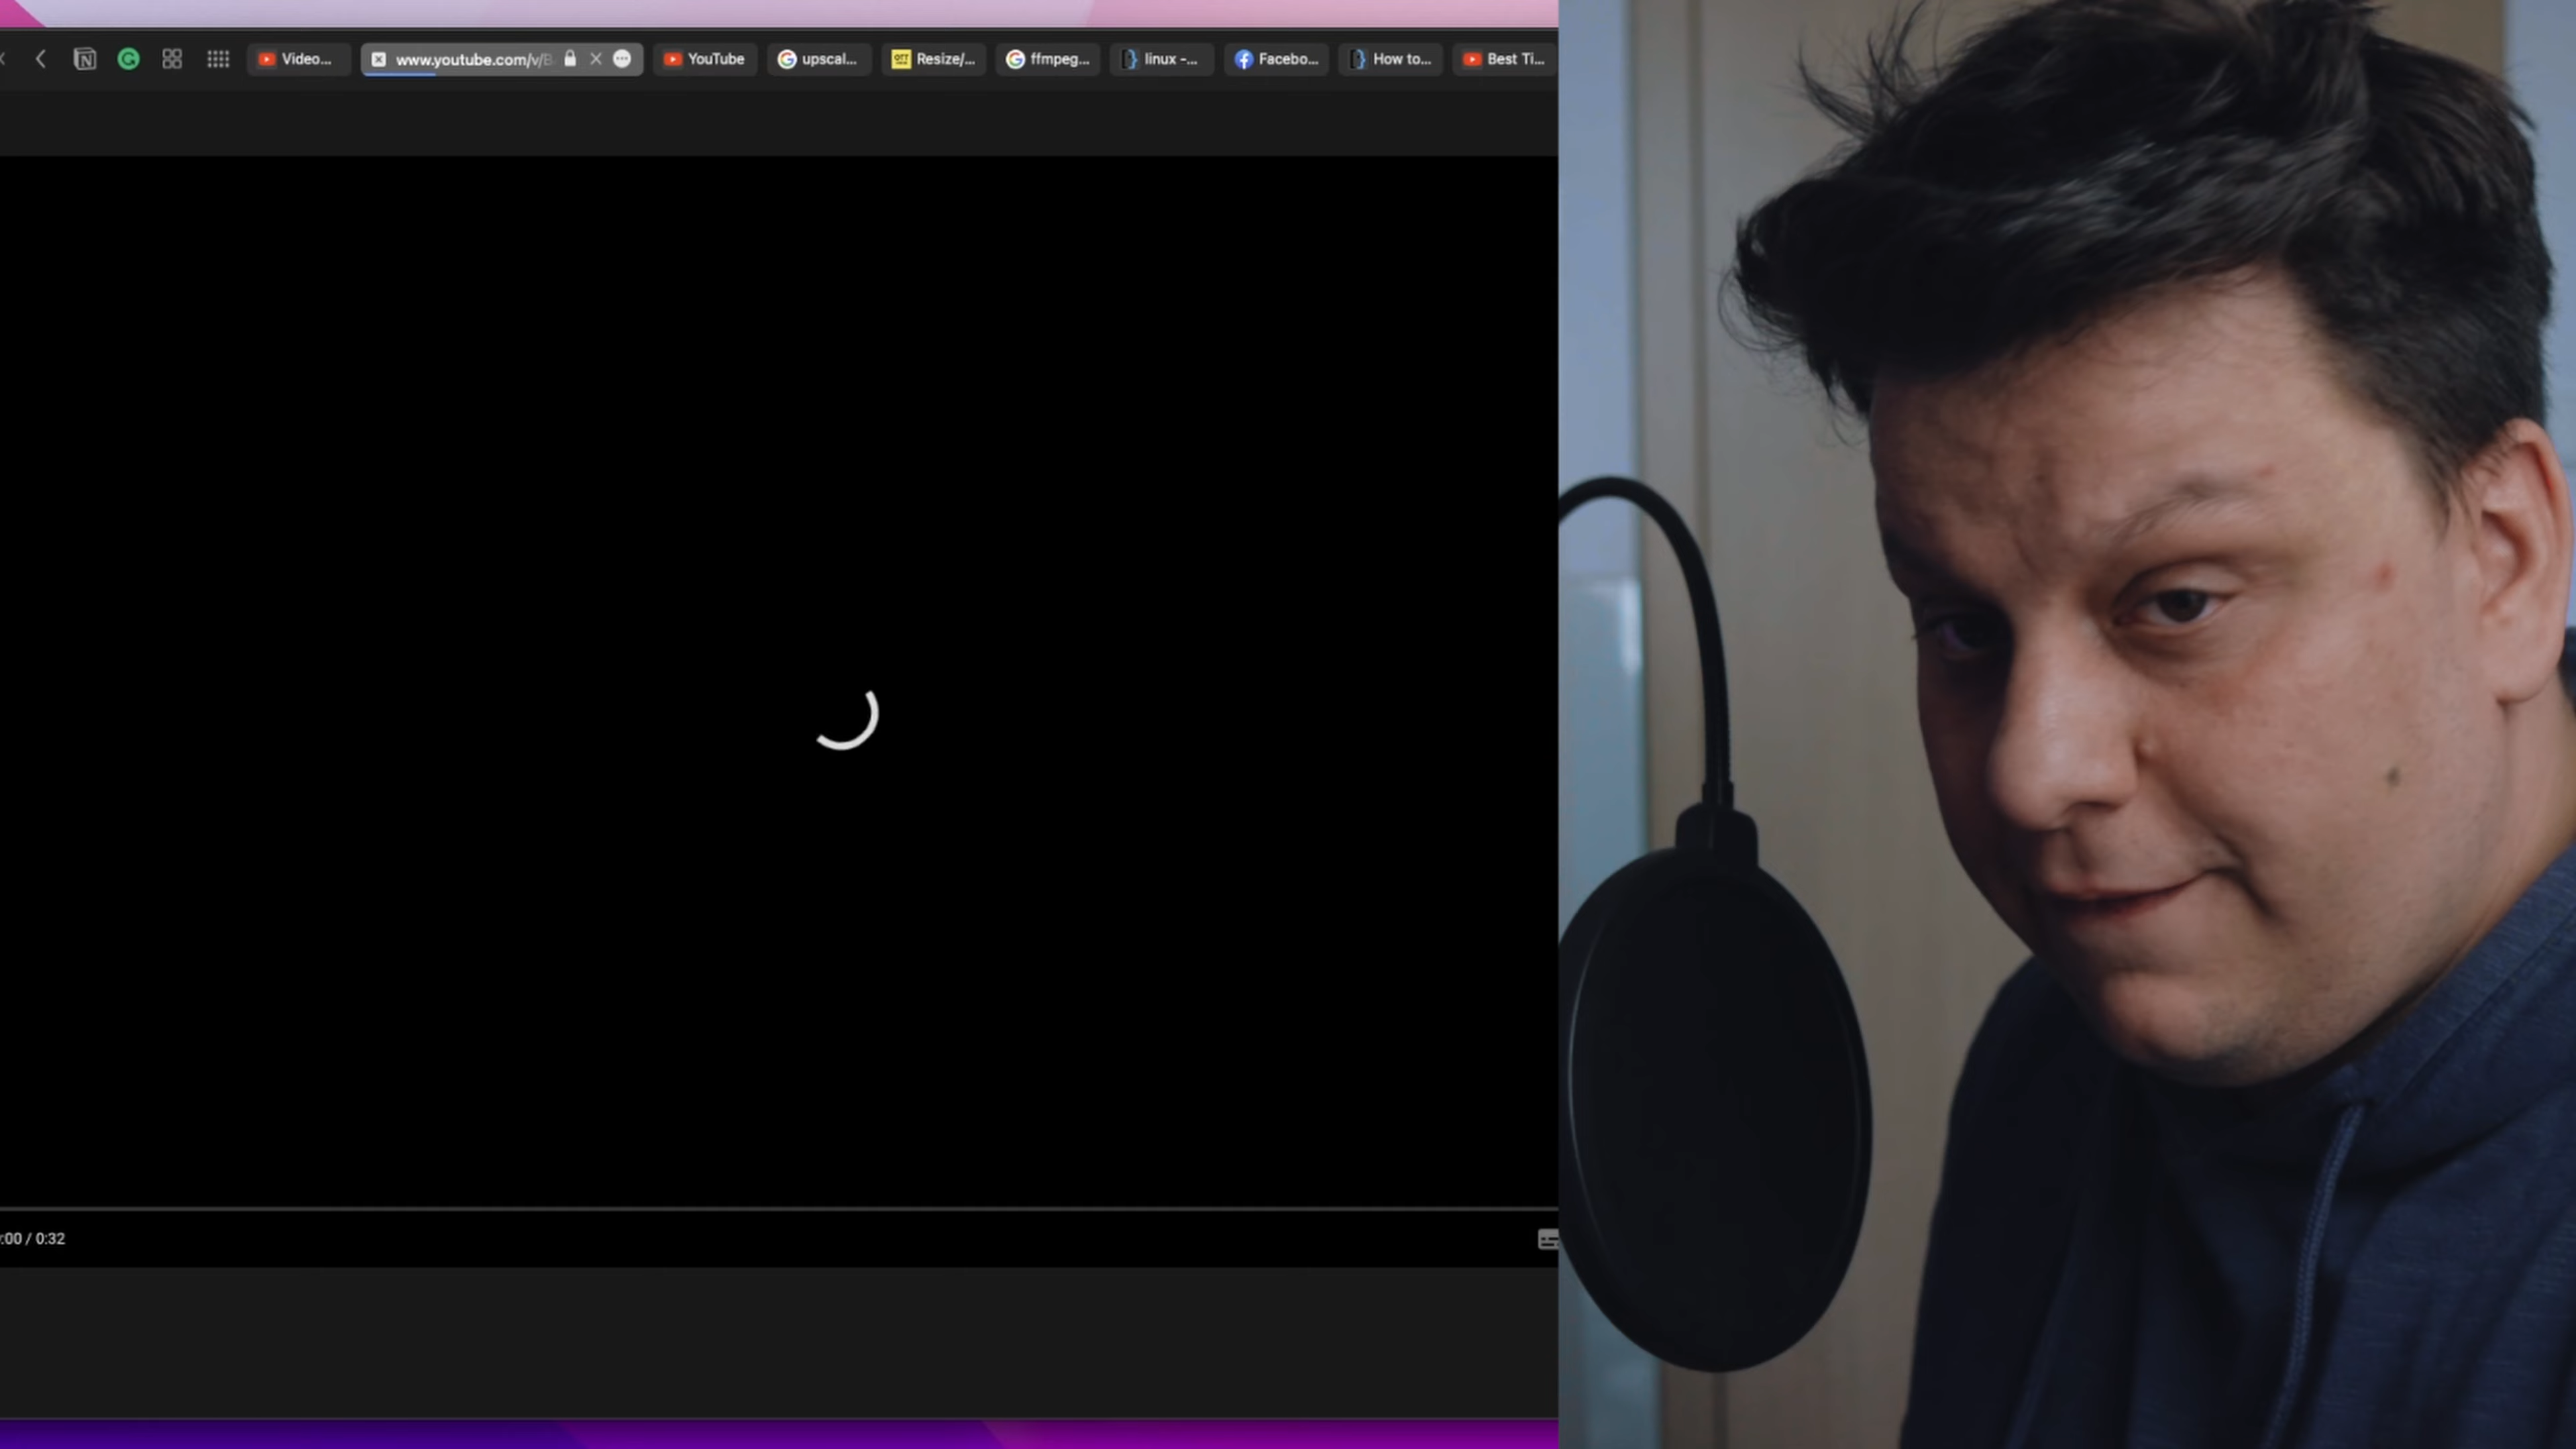 Video...
www.youtube.com/v/B
YouTube
upscal...
Resize/...
ffmpeg...
linux -...
Facebo...
How to...
Best Ti...
:00 / 0:32